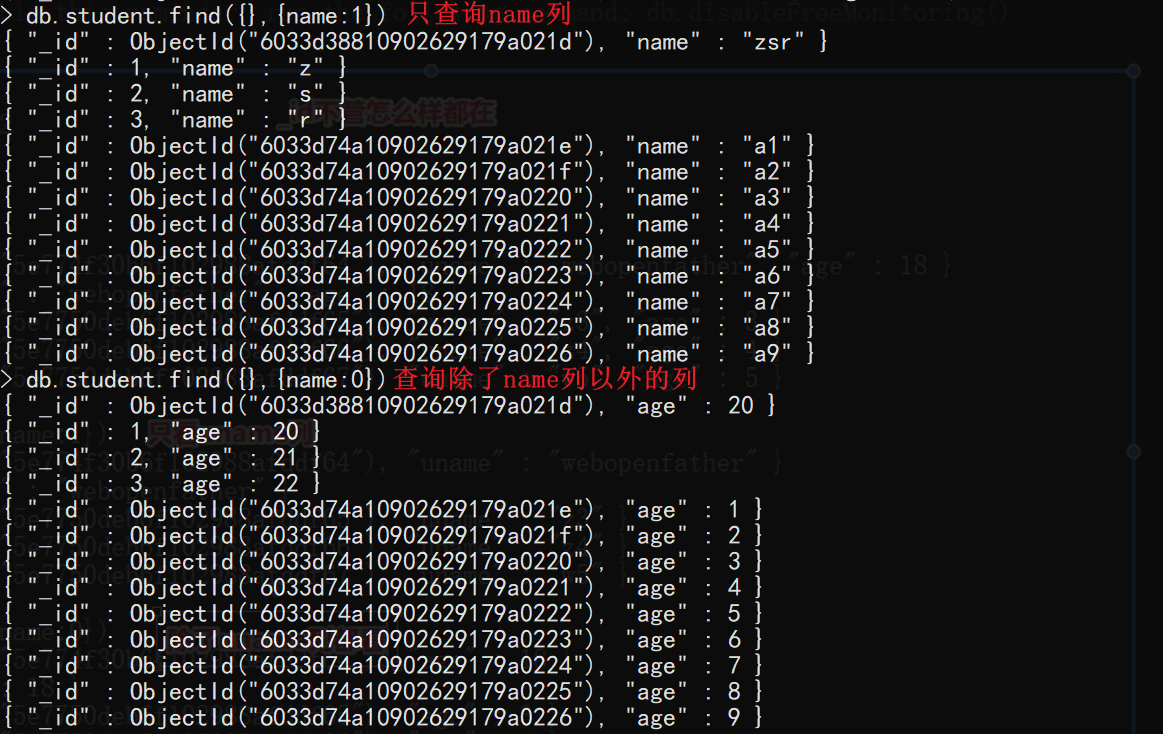 > db.student.find({},{name:1}) 只查询name列
{ "_id" : ObjectId("6033d38810902629179a021d"), "name" : "zsr" }
{ "_id" : 1, "name" : "z" }
{ "_id" : 2, "name" : "s" }
{ "_id" : 3, "name" : "r" }
{ "_id" : ObjectId("6033d74a10902629179a021e"), "name" : "a1" }
{ "_id" : ObjectId("6033d74a10902629179a021f"), "name" : "a2" }
{ "_id" : ObjectId("6033d74a10902629179a0220"), "name" : "a3" }
{ "_id" : ObjectId("6033d74a10902629179a0221"), "name" : "a4" }
{ "_id" : ObjectId("6033d74a10902629179a0222"), "name" : "a5" }
{ "_id" : ObjectId("6033d74a10902629179a0223"), "name" : "a6" }
{ "_id" : ObjectId("6033d74a10902629179a0224"), "name" : "a7" }
{ "_id" : ObjectId("6033d74a10902629179a0225"), "name" : "a8" }
{ "_id" : ObjectId("6033d74a10902629179a0226"), "name" : "a9" }
> db.student.find({},{name:0}) 查询除了name列以外的列
{ "_id" : ObjectId("6033d38810902629179a021d"), "age" : 20 }
{ "_id" : 1, "age" : 20 }
{ "_id" : 2, "age" : 21 }
{ "_id" : 3, "age" : 22 }
{ "_id" : ObjectId("6033d74a10902629179a021e"), "age" : 1 }
{ "_id" : ObjectId("6033d74a10902629179a021f"), "age" : 2 }
{ "_id" : ObjectId("6033d74a10902629179a0220"), "age" : 3 }
{ "_id" : ObjectId("6033d74a10902629179a0221"), "age" : 4 }
{ "_id" : ObjectId("6033d74a10902629179a0222"), "age" : 5 }
{ "_id" : ObjectId("6033d74a10902629179a0223"), "age" : 6 }
{ "_id" : ObjectId("6033d74a10902629179a0224"), "age" : 7 }
{ "_id" : ObjectId("6033d74a10902629179a0225"), "age" : 8 }
{ "_id" : ObjectId("6033d74a10902629179a0226"), "age" : 9 }